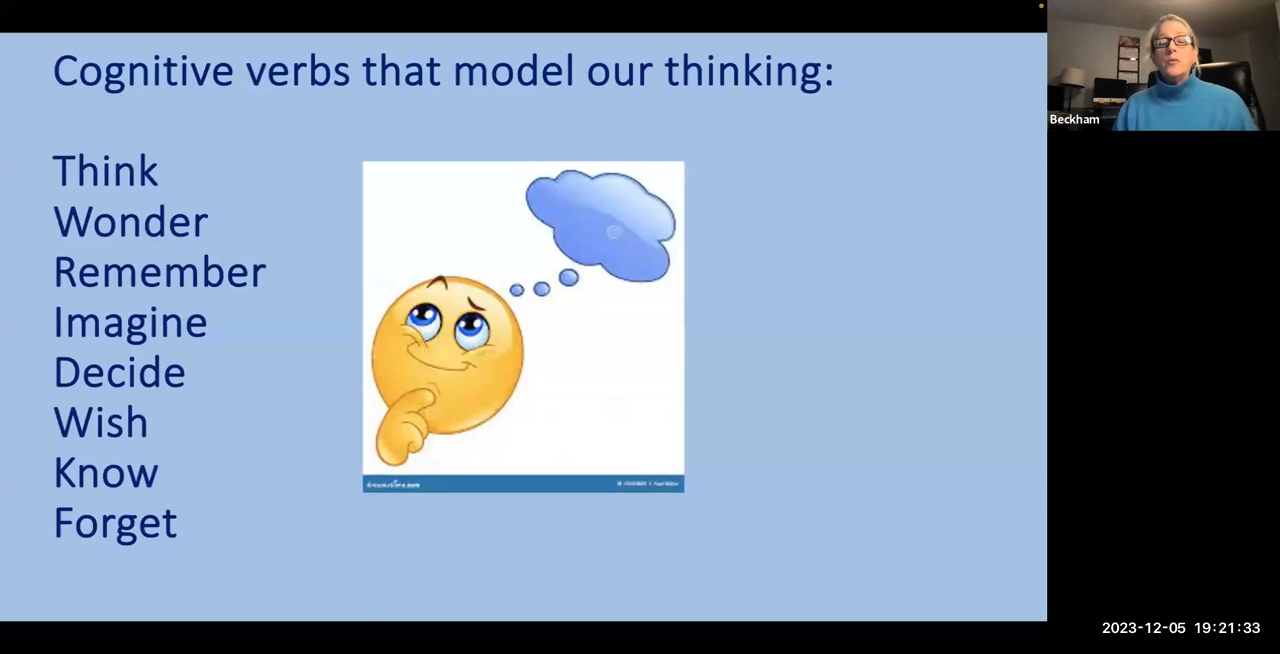 Cognitive verbs that model our thinking:
Think
Wonder
Remember
Imagine
Decide
Wish
Know
Forget
Beckham
2023-12-05 19:21:33